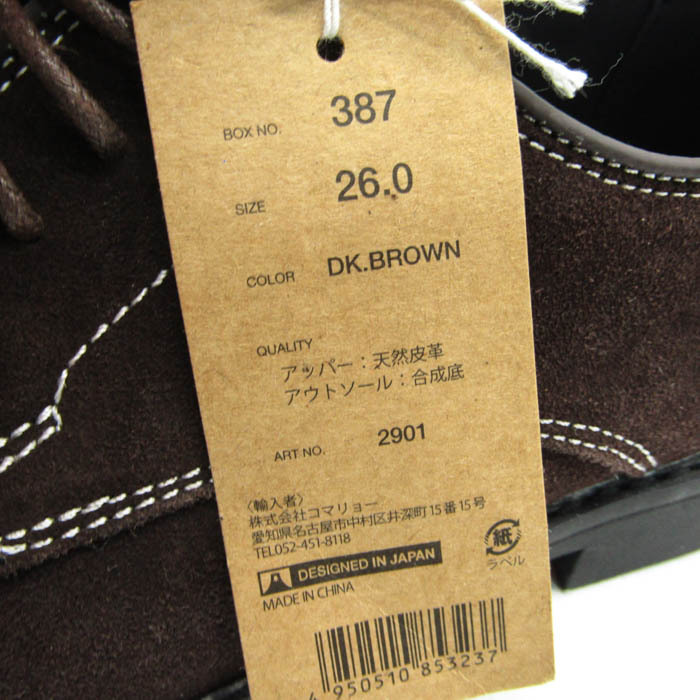 BOX NO. 387
SIZE 26.0
COLOR DK.BROWN
QUALITY
アッパー：天然皮革
アウトソール：合成底
ART NO. 2901
〈輸入者〉
株式会社コマリョー
愛知県名古屋市中村区井深町15番15号
TEL052-451-8118
DESIGNED IN JAPAN
MADE IN CHINA
紙
ラベル
4 950510 853237